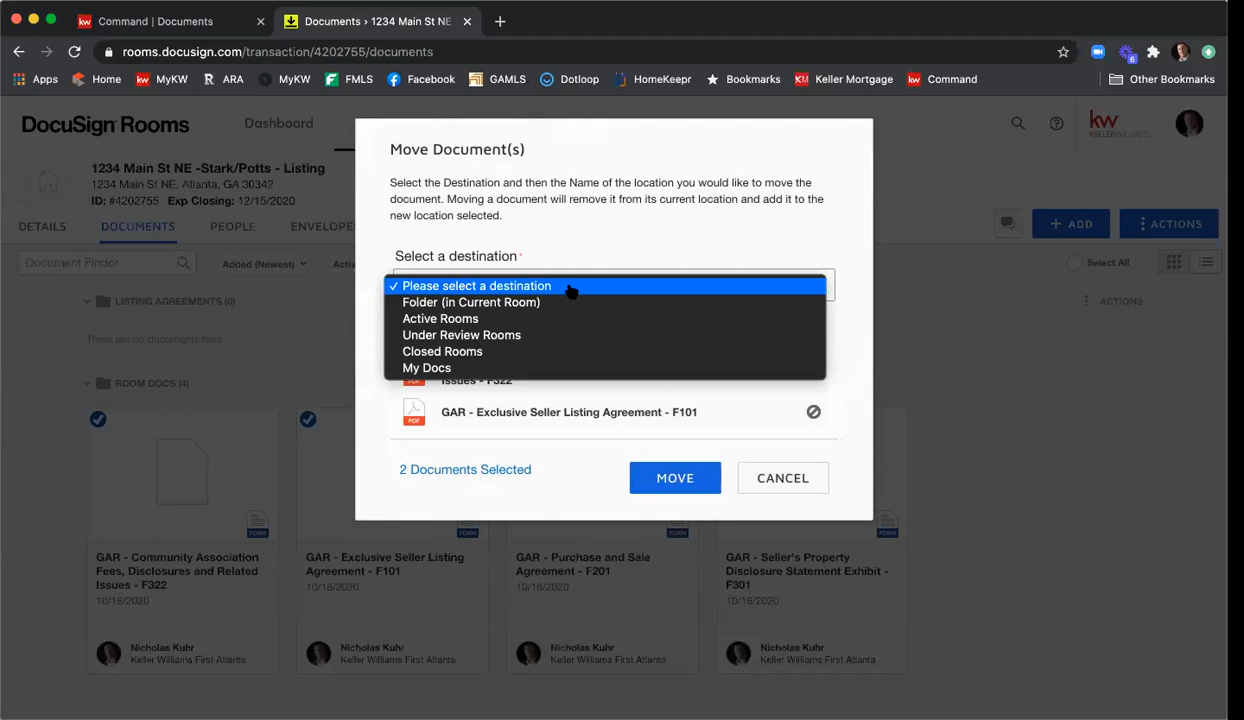 Command | Documents
Documents › 1234 Main St NE
rooms.docusign.com/transaction/4202755/documents
Apps
Home
MyKW
ARA
MyKW
FMLS
Facebook
GAMLS
Dotloop
HomeKeepr
Bookmarks
Keller Mortgage
Command
Other Bookmarks
DocuSign Rooms
Dashboard
kw
KELLERWILLIAMS
1234 Main St NE -Stark/Potts - Listing
1234 Main St NE, Atlanta, GA 30342
ID: #4202755 Exp Closing: 12/15/2020
DETAILS
DOCUMENTS
PEOPLE
ENVELOPE
+ ADD
ACTIONS
Document Finder
Added (Newest)
Select All
LISTING AGREEMENTS (0)
ACTIONS
There are no documents here
ROOM DOCS (4)
Move Document(s)
Select the Destination and then the Name of the location you would like to move the
document. Moving a document will remove it from its current location and add it to the
new location selected.
Select a destination*
✓ Please select a destination
Folder (in Current Room)
Active Rooms
Under Review Rooms
Closed Rooms
My Docs
PDF
Issues - F322
PDF
GAR - Exclusive Seller Listing Agreement - F101
2 Documents Selected
MOVE
CANCEL
FORM
GAR - Community Association
Fees, Disclosures and Related
Issues - F322
10/16/2020
Nicholas Kuhr
Keller Williams First Atlanta
FORM
GAR - Exclusive Seller Listing
Agreement - F101
10/16/2020
Nicholas Kuhr
Keller Williams First Atlanta
FORM
GAR - Purchase and Sale
Agreement - F201
10/16/2020
Nicholas Kuhr
Keller Williams First Atlanta
FORM
GAR - Seller's Property
Disclosure Statement Exhibit -
F301
10/16/2020
Nicholas Kuhr
Keller Williams First Atlanta